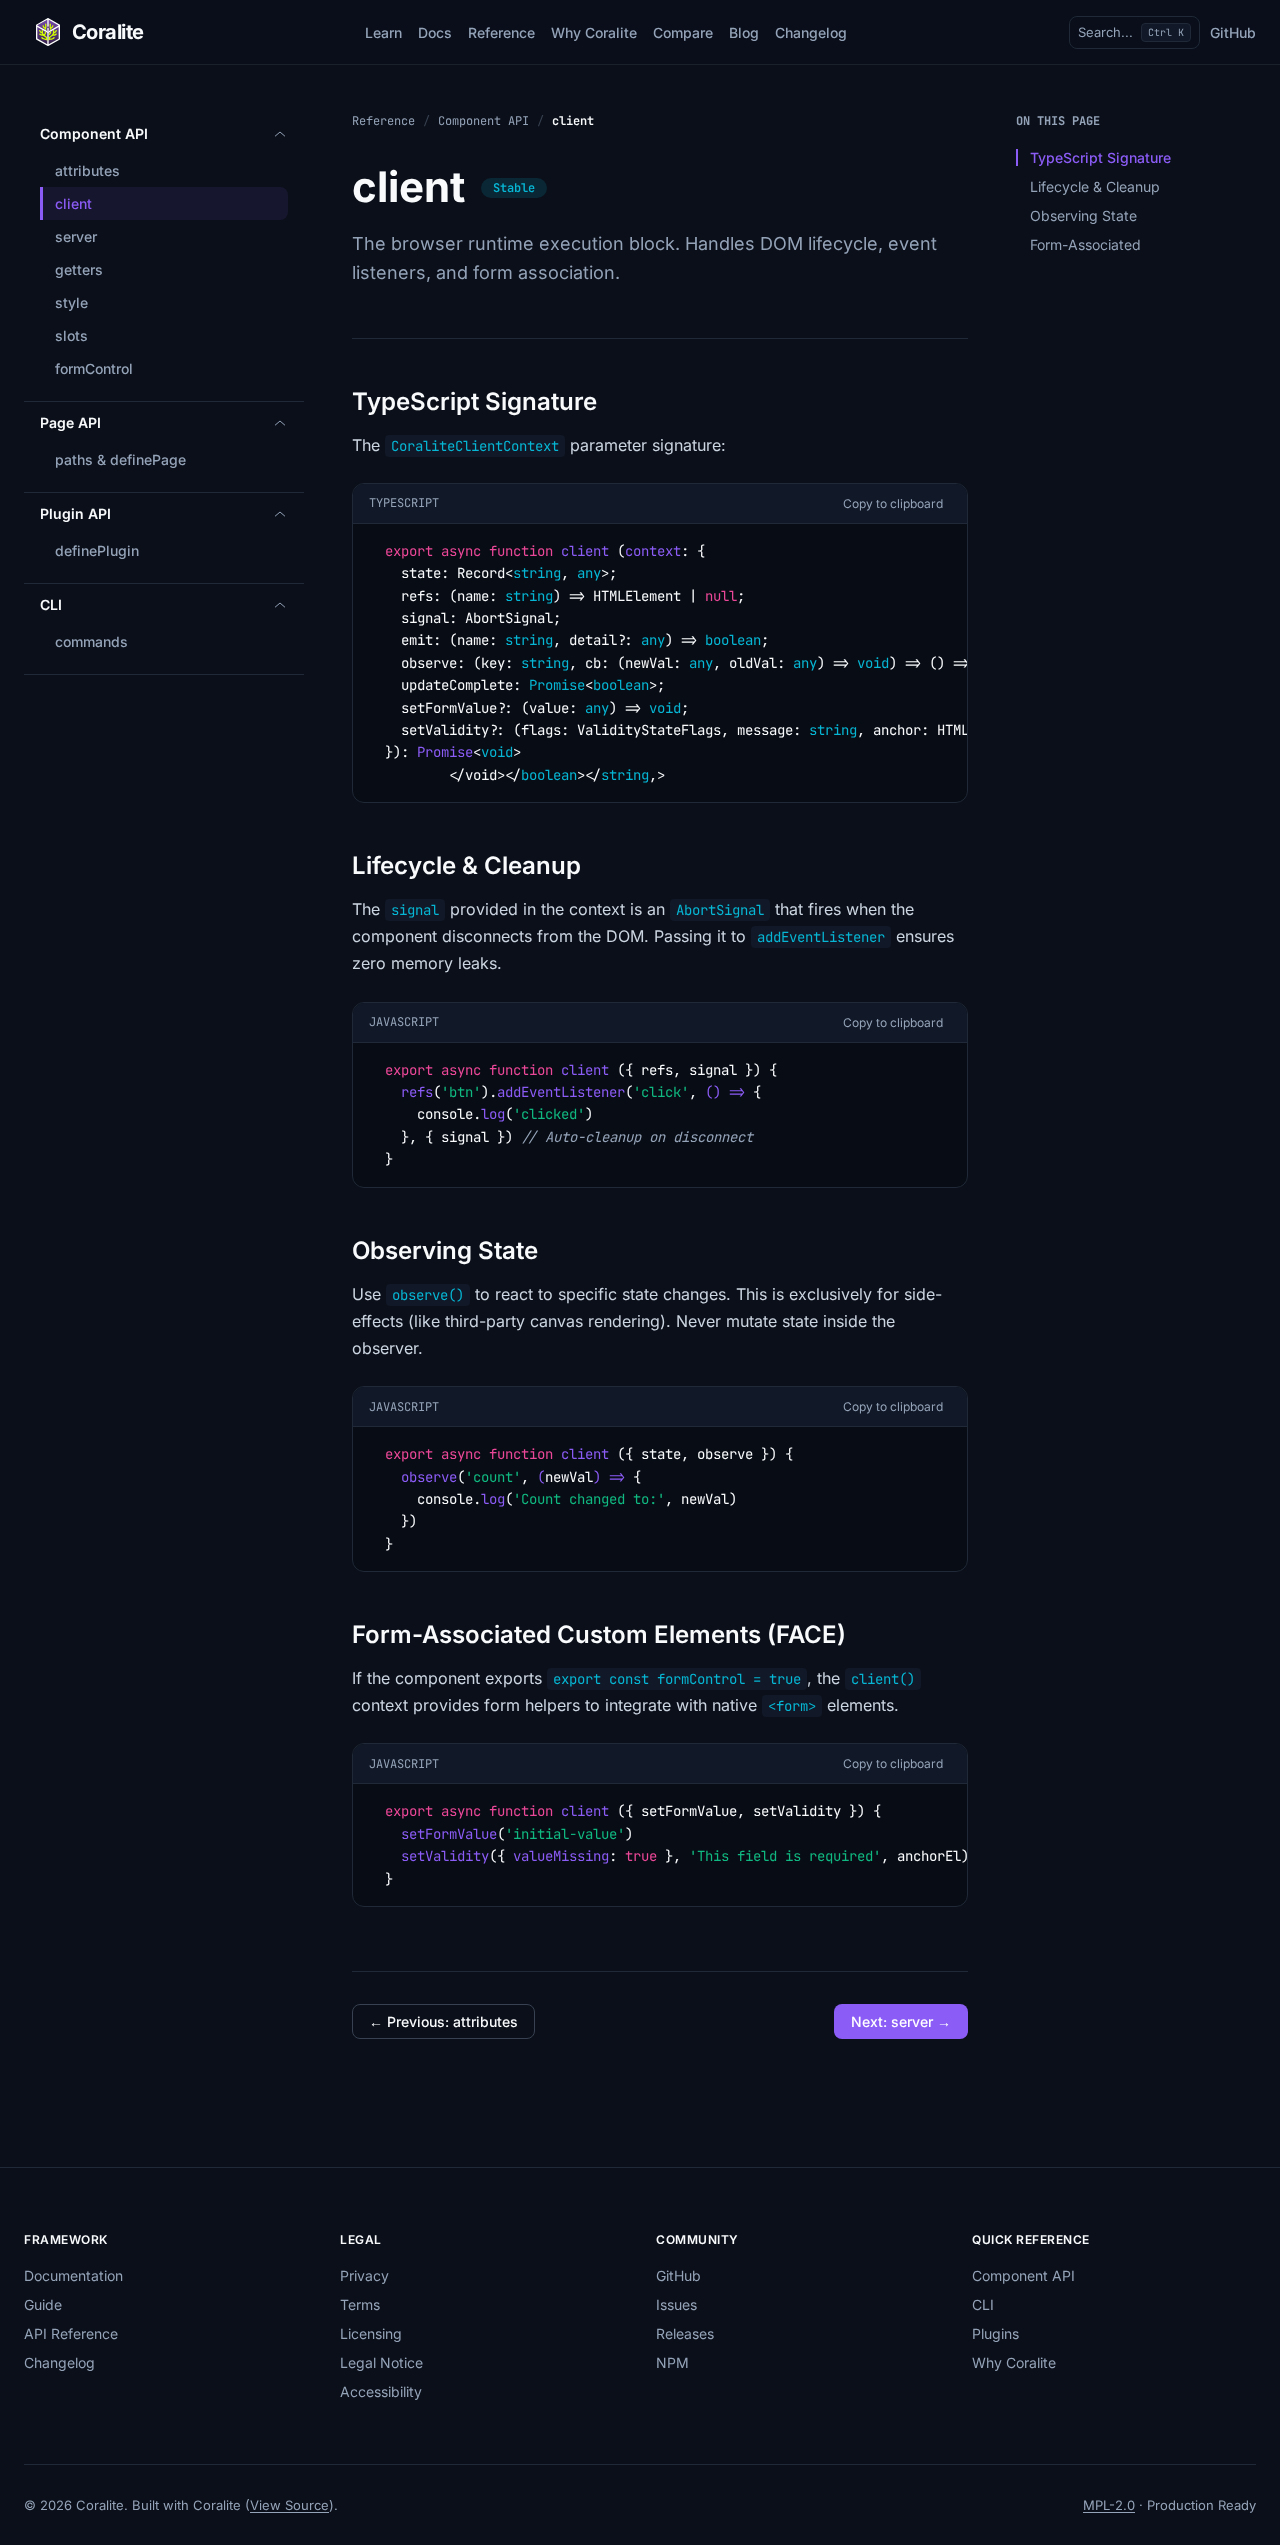 Coralite
Learn Docs Reference Why Coralite Compare Blog Changelog
Search... Ctrl K GitHub
Component API
attributes
client
server
getters
style
slots
formControl
Page API
paths & definePage
Plugin API
definePlugin
CLI
commands
Reference / Component API / client
client Stable
The browser runtime execution block. Handles DOM lifecycle, event
listeners, and form association.
TypeScript Signature
The CoraliteClientContext parameter signature:
TYPESCRIPT Copy to clipboard
export async function client (context: {
  state: Record<string, any>;
  refs: (name: string) => HTMLElement | null;
  signal: AbortSignal;
  emit: (name: string, detail?: any) => boolean;
  observe: (key: string, cb: (newVal: any, oldVal: any) => void) => () =>
  updateComplete: Promise<boolean>;
  setFormValue?: (value: any) => void;
  setValidity?: (flags: ValidityStateFlags, message: string, anchor: HTML
}): Promise<void>
        </void></boolean></string,>
Lifecycle & Cleanup
The signal provided in the context is an AbortSignal that fires when the
component disconnects from the DOM. Passing it to addEventListener ensures
zero memory leaks.
JAVASCRIPT Copy to clipboard
export async function client ({ refs, signal }) {
  refs('btn').addEventListener('click', () => {
    console.log('clicked')
  }, { signal }) // Auto-cleanup on disconnect
}
Observing State
Use observe() to react to specific state changes. This is exclusively for side-
effects (like third-party canvas rendering). Never mutate state inside the
observer.
JAVASCRIPT Copy to clipboard
export async function client ({ state, observe }) {
  observe('count', (newVal) => {
    console.log('Count changed to:', newVal)
  })
}
Form-Associated Custom Elements (FACE)
If the component exports export const formControl = true, the client()
context provides form helpers to integrate with native <form> elements.
JAVASCRIPT Copy to clipboard
export async function client ({ setFormValue, setValidity }) {
  setFormValue('initial-value')
  setValidity({ valueMissing: true }, 'This field is required', anchorEl)
}
← Previous: attributes
Next: server →
ON THIS PAGE
TypeScript Signature
Lifecycle & Cleanup
Observing State
Form-Associated
FRAMEWORK
Documentation
Guide
API Reference
Changelog
LEGAL
Privacy
Terms
Licensing
Legal Notice
Accessibility
COMMUNITY
GitHub
Issues
Releases
NPM
QUICK REFERENCE
Component API
CLI
Plugins
Why Coralite
© 2026 Coralite. Built with Coralite (View Source).
MPL-2.0 · Production Ready